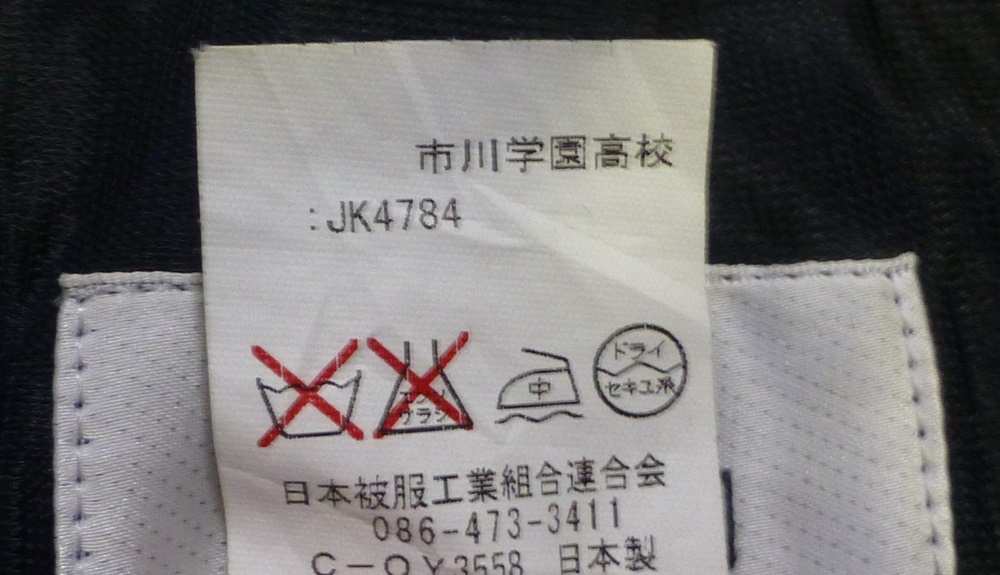 市川学園高校
:JK4784
エンソ
サラシ
中
ドライ
セキユ系
日本被服工業組合連合会
086-473-3411
C-OY3558 日本製